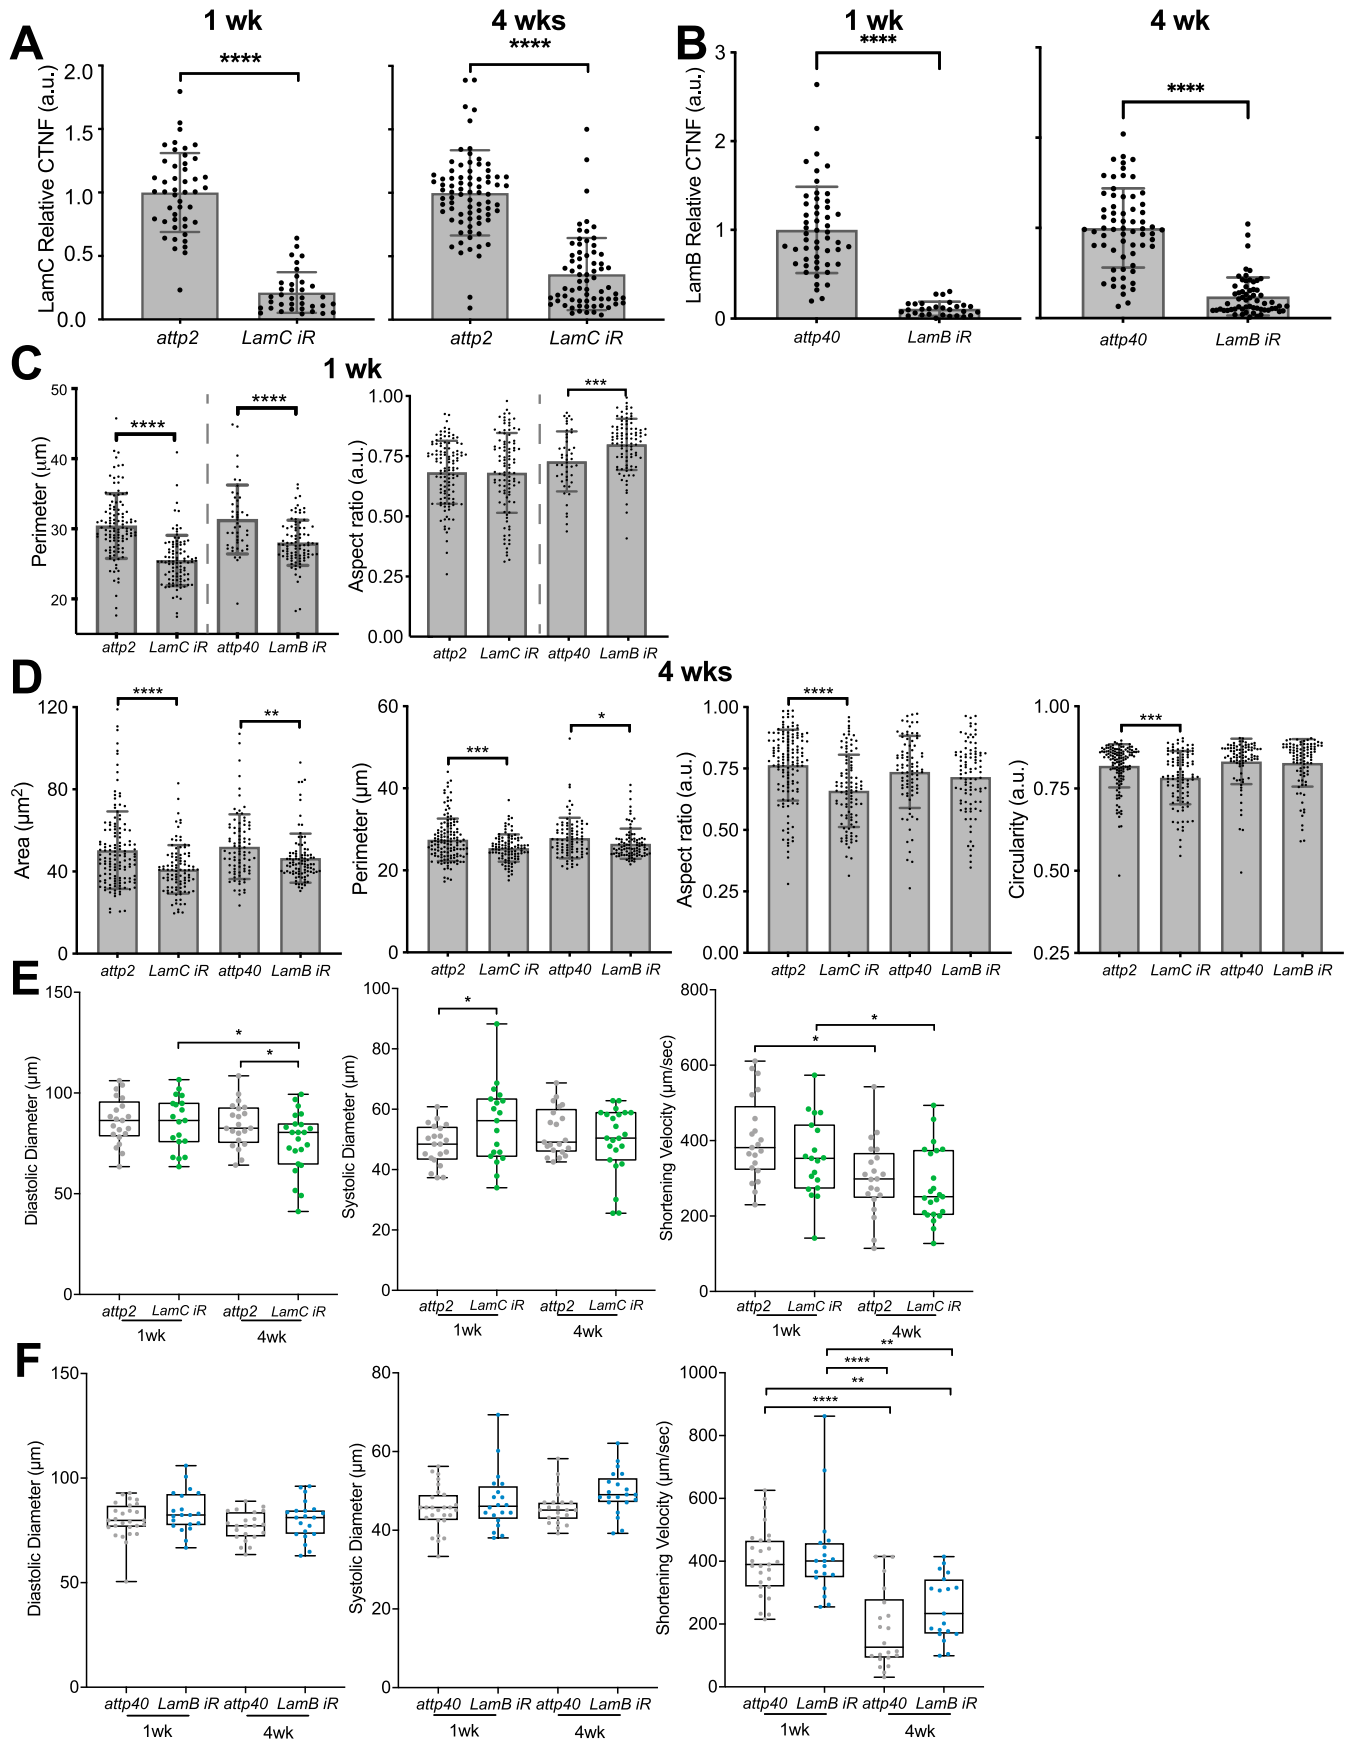 A
1 wk
4 wks
B
1 wk
4 wk
LamC Relative CTNF (a.u.)
2.0
1.5
1.0
0.5
0.0
****
****
attp2
LamC iR
attp2
LamC iR
LamB Relative CTNF (a.u.)
3
2
1
0
****
****
attp40
LamB iR
attp40
LamB iR
C
1 wk
Perimeter (µm)
50
40
30
20
****
****
attp2
LamC iR
attp40
LamB iR
Aspect ratio (a.u.)
1.00
0.75
0.50
0.25
0.00
***
attp2
LamC iR
attp40
LamB iR
D
4 wks
Area (µm2)
120
80
40
0
****
**
attp2
LamC iR
attp40
LamB iR
Perimeter (µm)
60
40
20
0
***
*
attp2
LamC iR
attp40
LamB iR
Aspect ratio (a.u.)
1.00
0.75
0.50
0.25
0.00
****
attp2
LamC iR
attp40
LamB iR
Circularity (a.u.)
1.00
0.75
0.50
0.25
***
attp2
LamC iR
attp40
LamB iR
E
Diastolic Diameter (µm)
150
100
50
0
*
*
attp2
LamC iR
attp2
LamC iR
1wk
4wk
Systolic Diameter (µm)
100
80
60
40
20
0
*
attp2
LamC iR
attp2
LamC iR
1wk
4wk
Shortening Velocity (µm/sec)
800
600
400
200
0
*
*
attp2
LamC iR
attp2
LamC iR
1wk
4wk
F
Diastolic Diameter (µm)
150
100
50
0
attp40
LamB iR
attp40
LamB iR
1wk
4wk
Systolic Diameter (µm)
80
60
40
20
0
attp40
LamB iR
attp40
LamB iR
1wk
4wk
Shortening Velocity (µm/sec)
1000
800
600
400
200
0
**
****
**
****
attp40
LamB iR
attp40
LamB iR
1wk
4wk